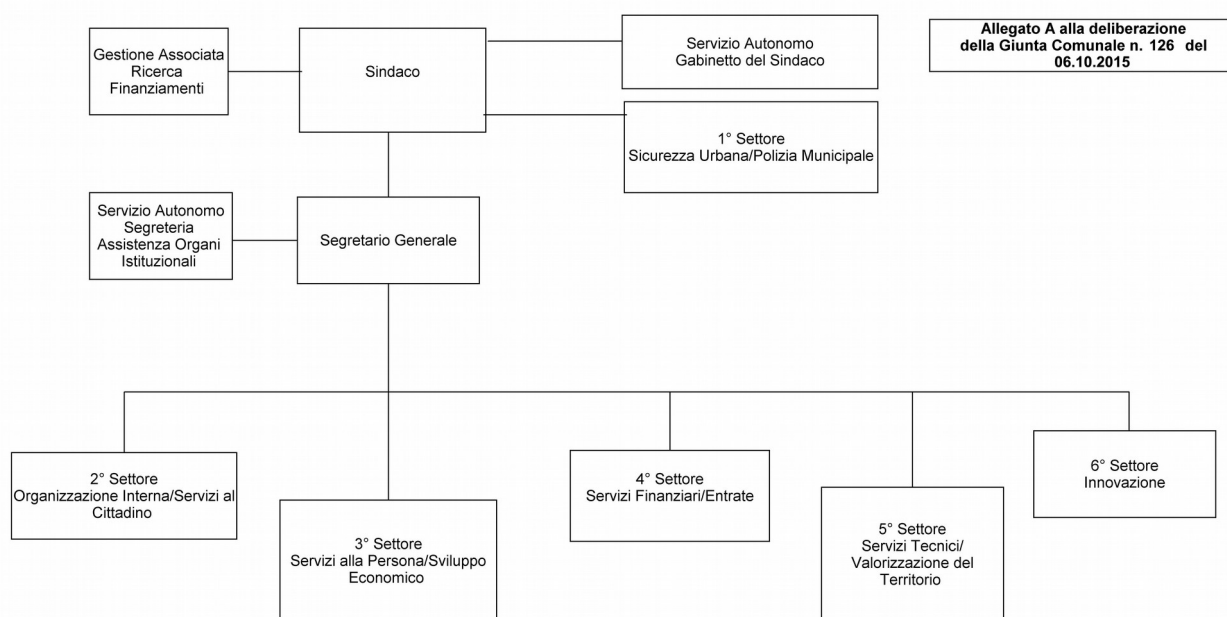 Allegato A alla deliberazione
della Giunta Comunale n. 126 del
06.10.2015
Gestione Associata
Ricerca
Finanziamenti
Sindaco
Servizio Autonomo
Gabinetto del Sindaco
1° Settore
Sicurezza Urbana/Polizia Municipale
Servizio Autonomo
Segreteria
Assistenza Organi
Istituzionali
Segretario Generale
2° Settore
Organizzazione Interna/Servizi al
Cittadino
3° Settore
Servizi alla Persona/Sviluppo
Economico
4° Settore
Servizi Finanziari/Entrate
5° Settore
Servizi Tecnici/
Valorizzazione del
Territorio
6° Settore
Innovazione